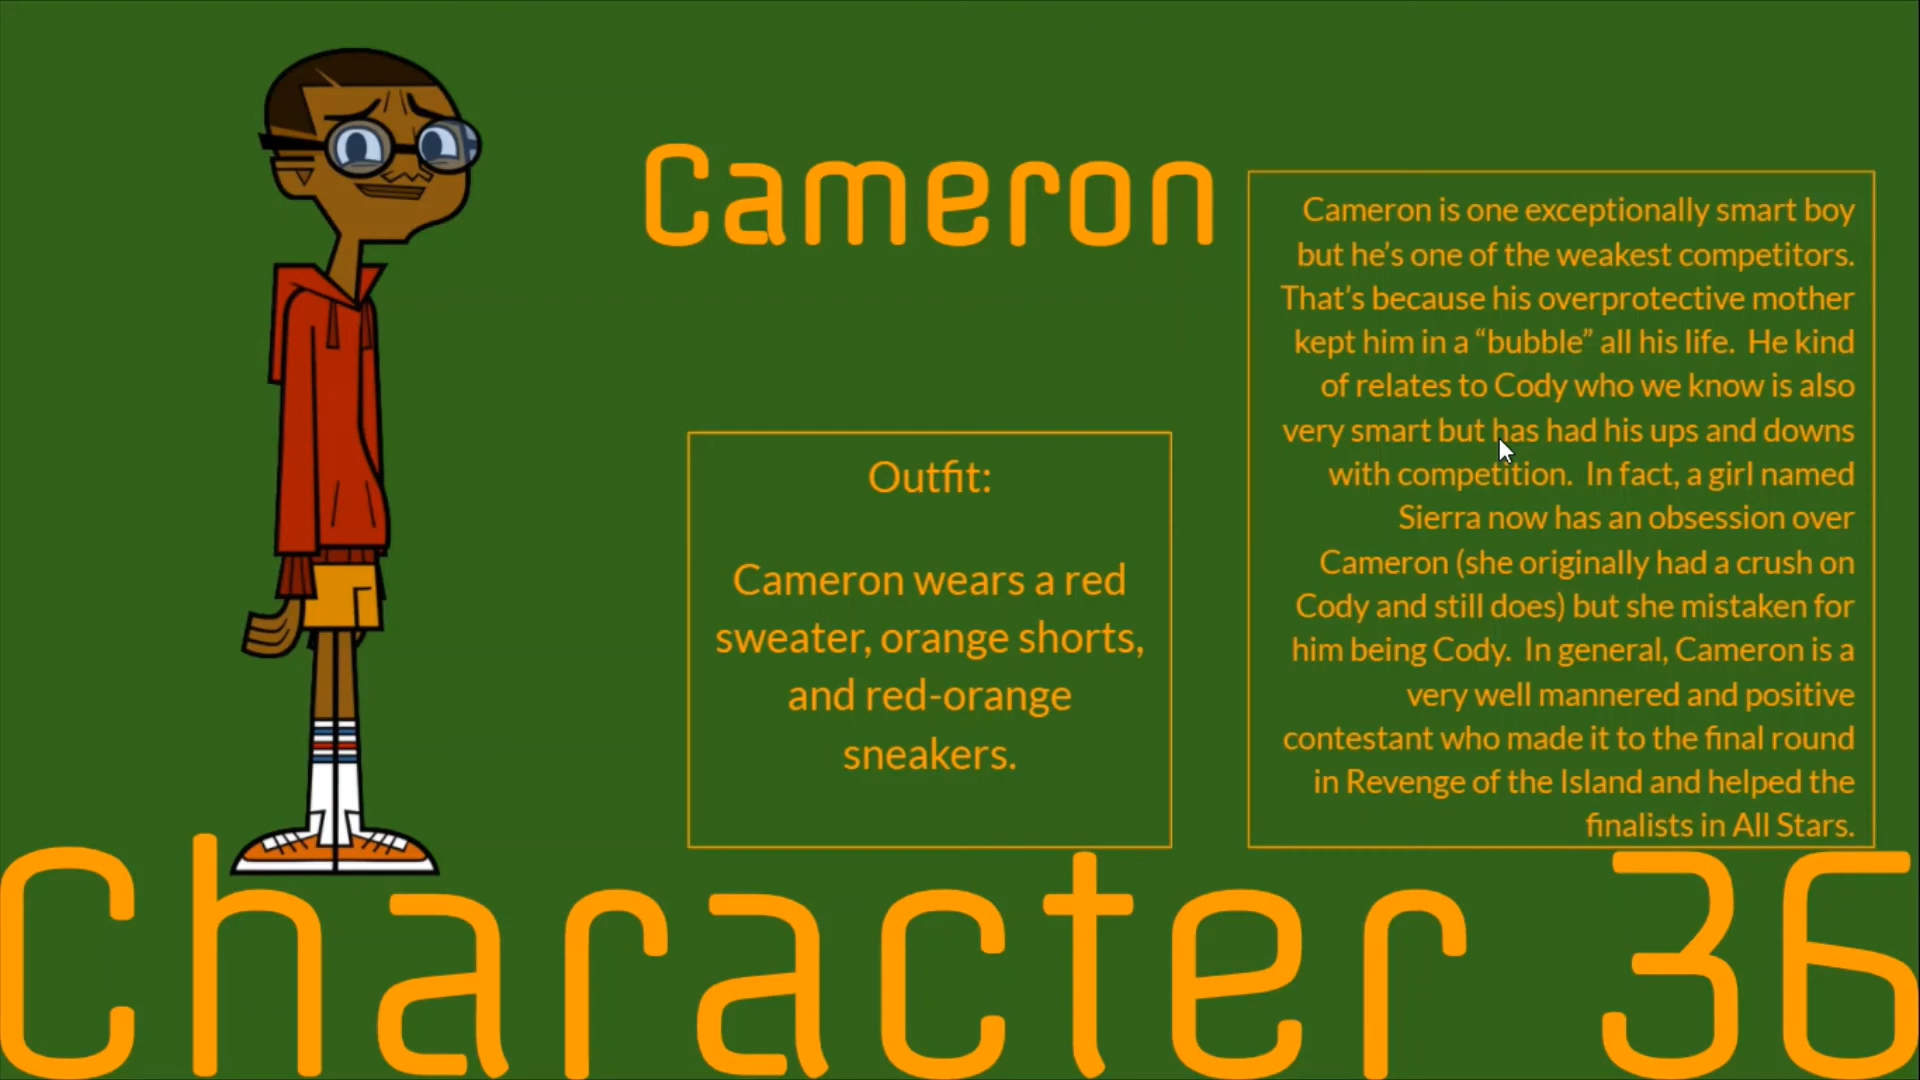 Cameron
Outfit:
Cameron wears a red
sweater, orange shorts,
and red-orange
sneakers.
Cameron is one exceptionally smart boy
but he's one of the weakest competitors.
That's because his overprotective mother
kept him in a “bubble” all his life.  He kind
of relates to Cody who we know is also
very smart but has had his ups and downs
with competition.  In fact, a girl named
Sierra now has an obsession over
Cameron (she originally had a crush on
Cody and still does) but she mistaken for
him being Cody.  In general, Cameron is a
very well mannered and positive
contestant who made it to the final round
in Revenge of the Island and helped the
finalists in All Stars.
Character 36